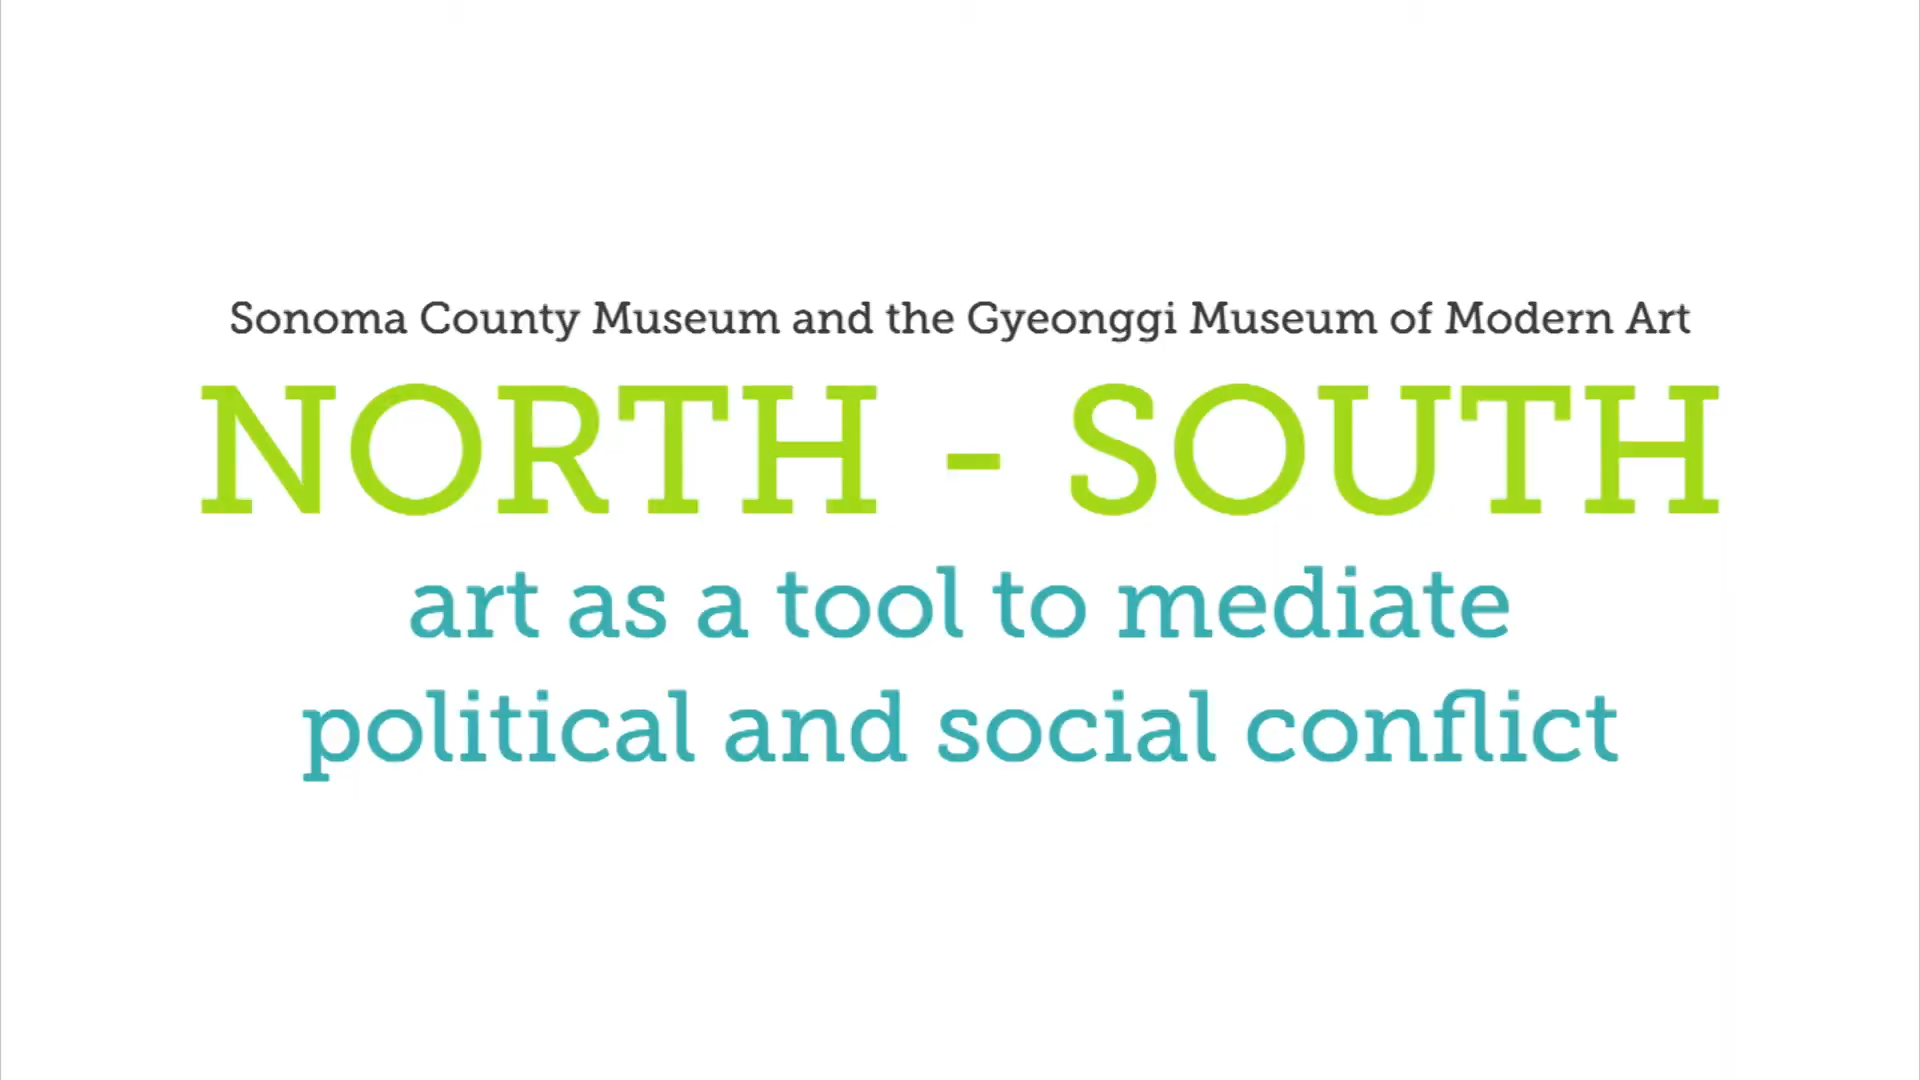 Sonoma County Museum and the Gyeonggi Museum of Modern Art
NORTH - SOUTH
art as a tool to mediate
political and social conflict